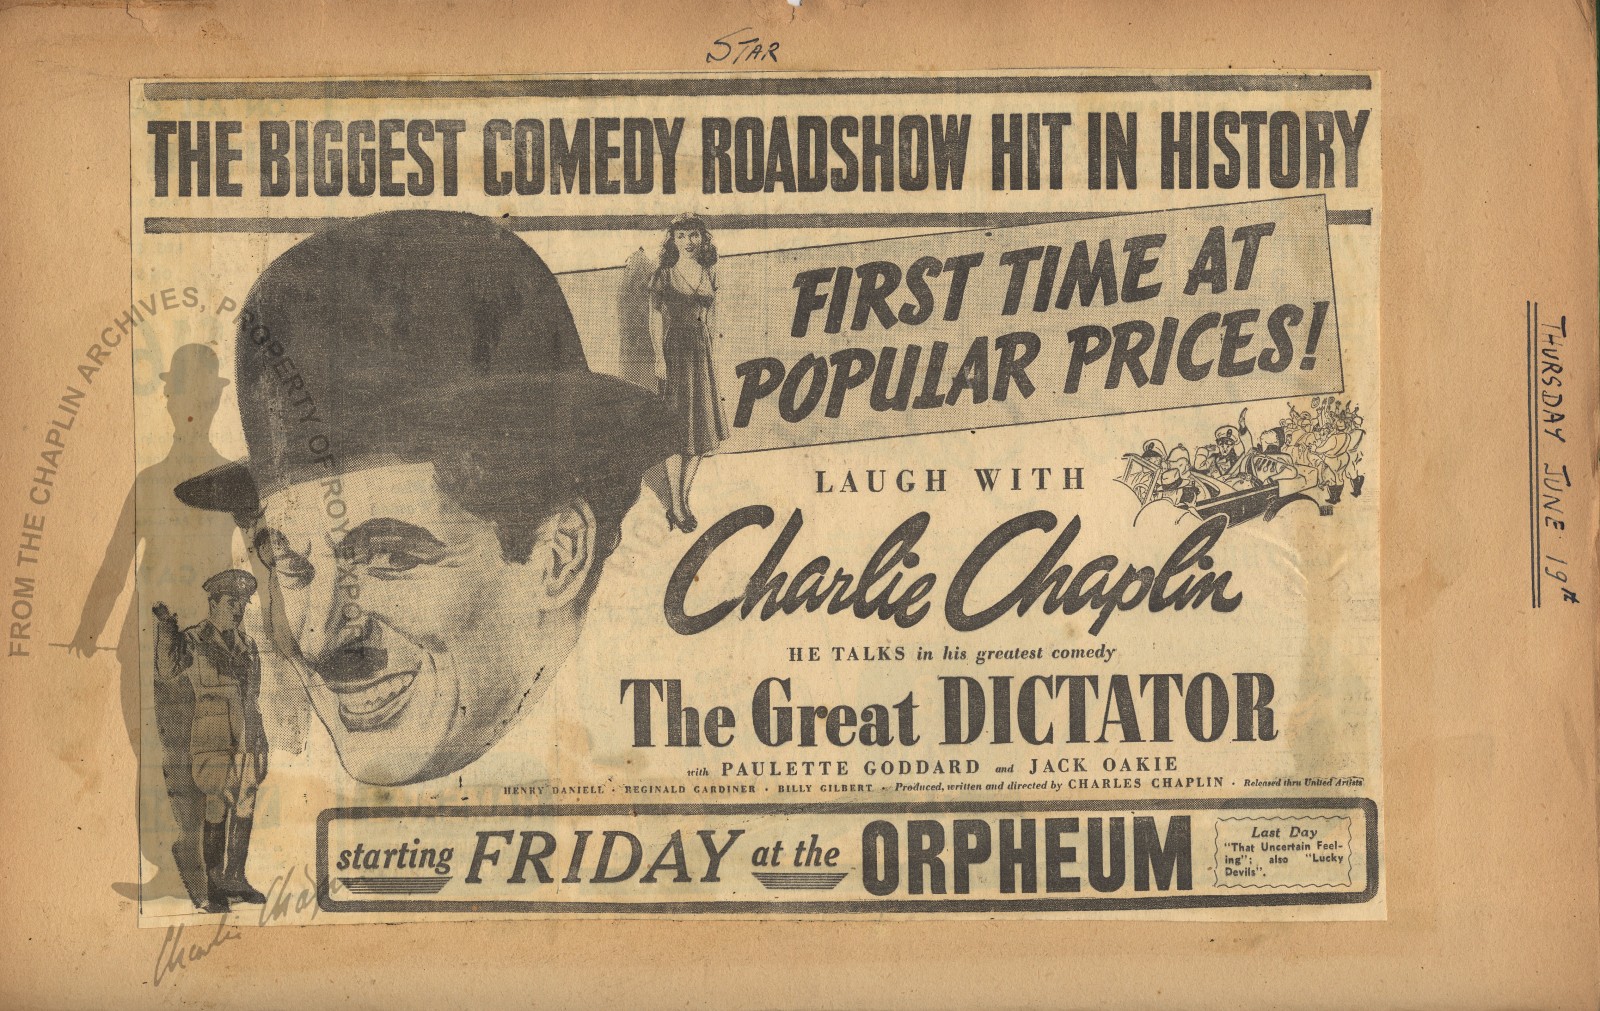 STAR
THE BIGGEST COMEDY ROADSHOW HIT IN HISTORY
FIRST TIME AT
POPULAR PRICES!
LAUGH WITH
Charlie Chaplin
HE TALKS in his greatest comedy
The Great DICTATOR
with PAULETTE GODDARD and JACK OAKIE
HENRY DANIELL · REGINALD GARDINER · BILLY GILBERT · Produced, written and directed by CHARLES CHAPLIN · Released thru United Artists
starting FRIDAY at the ORPHEUM
Last Day
"That Uncertain Feel-
ing"; also "Lucky
Devils".
THURSDAY JUNE 19th
FROM THE CHAPLIN ARCHIVES, PROPERTY OF ROY EXPORT
Charlie Chaplin